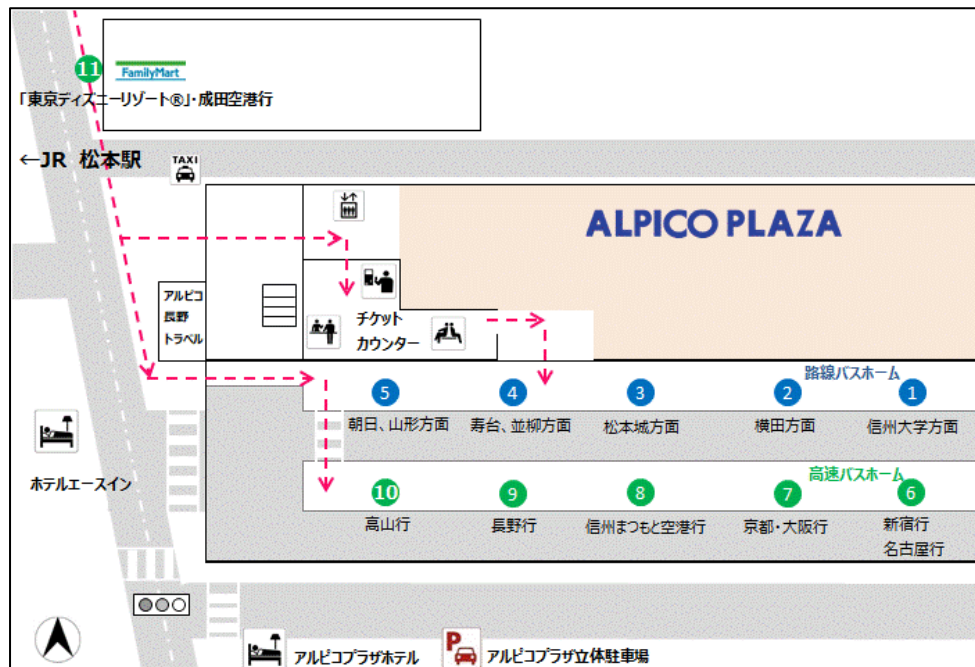 11
FamilyMart
「東京ディズニーリゾート®」・成田空港行
←JR 松本駅
TAXI
ALPICO PLAZA
アルピコ
長野
トラベル
チケット
カウンター
路線バスホーム
5
4
3
2
1
朝日、山形方面
寿台、並柳方面
松本城方面
横田方面
信州大学方面
高速バスホーム
10
9
8
7
6
高山行
長野行
信州まつもと空港行
京都・大阪行
新宿行
名古屋行
ホテルエースイン
アルピコプラザホテル
P
アルピコプラザ立体駐車場